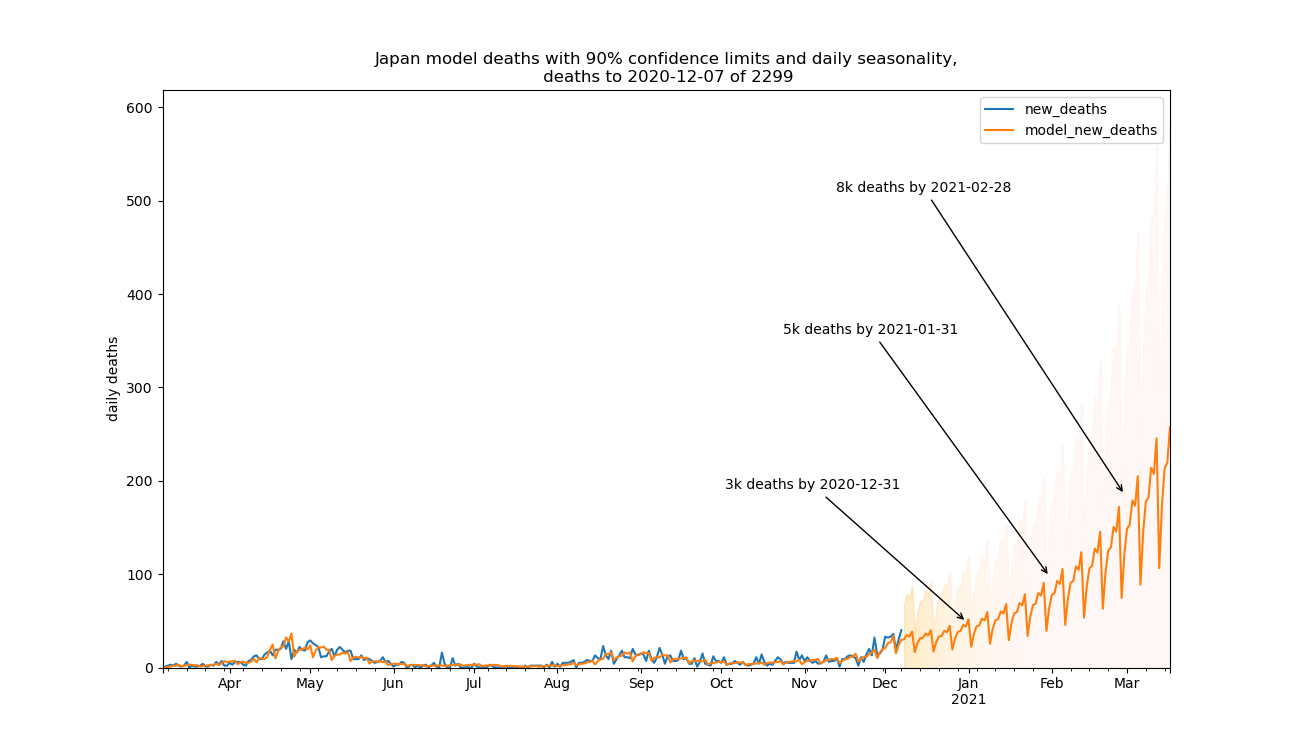 Japan model deaths with 90% confidence limits and daily seasonality,
deaths to 2020-12-07 of 2299
new_deaths
model_new_deaths
600
500
400
300
200
100
0
daily deaths
8k deaths by 2021-02-28
5k deaths by 2021-01-31
3k deaths by 2020-12-31
Apr May Jun Jul Aug Sep Oct Nov Dec Jan Feb Mar
2021